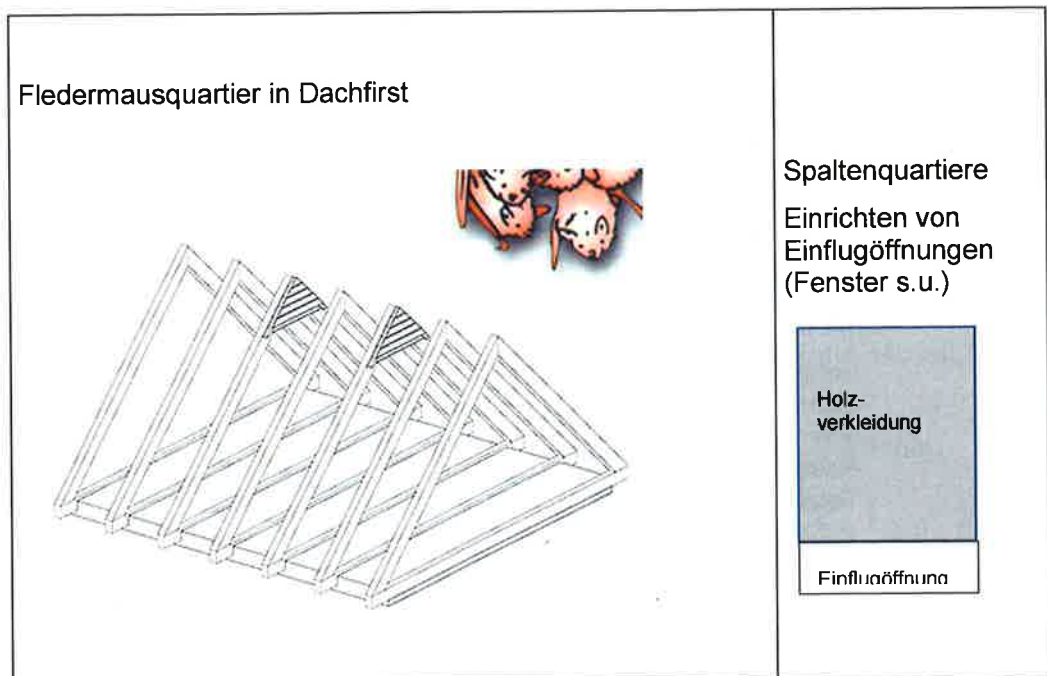 Fledermausquartier in Dachfirst
Spaltenquartiere
Einrichten von
Einflugöffnungen
(Fenster s.u.)
Holz-
verkleidung
Einflugöffnung